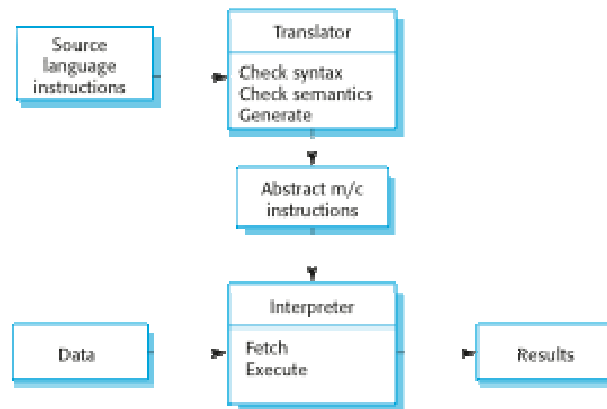 Source
language
instructions
Translator
Check syntax
Check semantics
Generate
Abstract m/c
instructions
Interpreter
Fetch
Execute
Data
Results